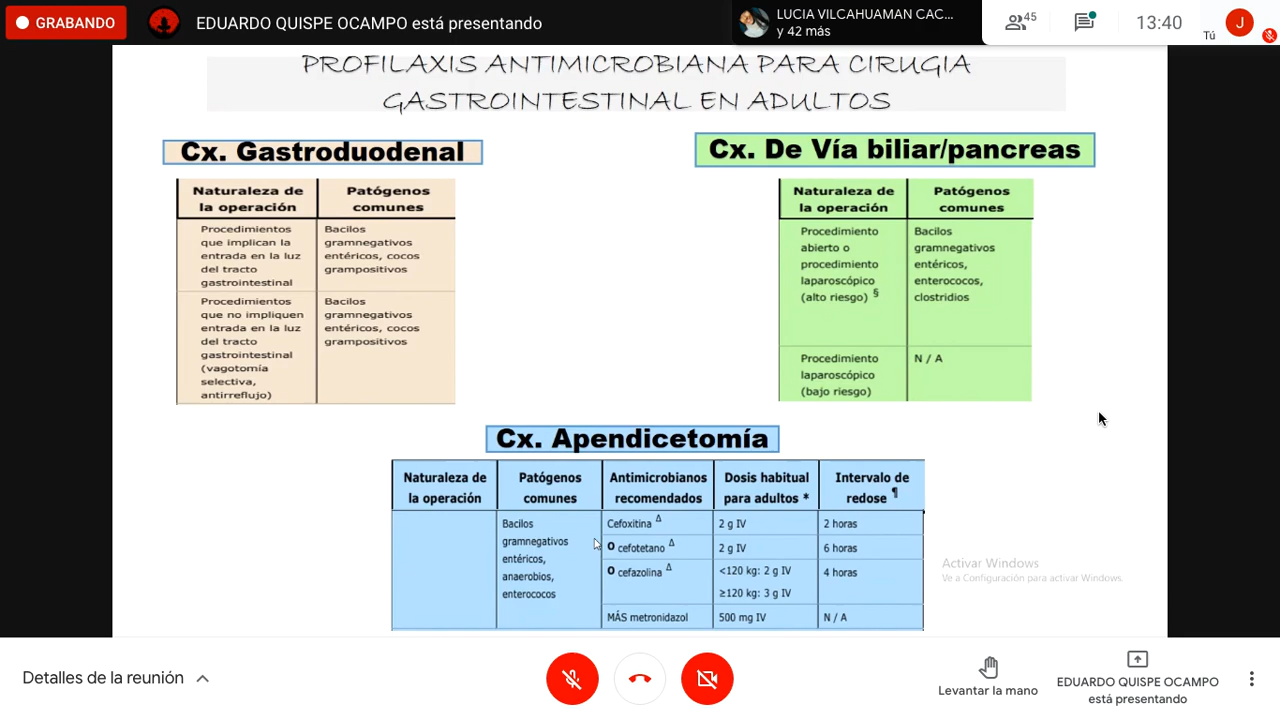 GRABANDO
EDUARDO QUISPE OCAMPO está presentando
LUCIA VILCAHUAMAN CAC...
y 42 más
45
13:40
Tú
J
PROFILAXIS ANTIMICROBIANA PARA CIRUGIA
GASTROINTESTINAL EN ADULTOS
Cx. Gastroduodenal
Naturaleza de
la operación
Patógenos
comunes
Procedimientos
que implican la
entrada en la luz
del tracto
gastrointestinal
Bacilos
gramnegativos
entéricos, cocos
grampositivos
Procedimientos
que no impliquen
entrada en la luz
del tracto
gastrointestinal
(vagotomía
selectiva,
antirreflujo)
Bacilos
gramnegativos
entéricos, cocos
grampositivos
Cx. De Vía biliar/pancreas
Naturaleza de
la operación
Patógenos
comunes
Procedimiento
abierto o
procedimiento
laparoscópico
(alto riesgo) §
Bacilos
gramnegativos
entéricos,
enterococos,
clostridios
Procedimiento
laparoscópico
(bajo riesgo)
N / A
Cx. Apendicetomía
Naturaleza de
la operación
Patógenos
comunes
Antimicrobianos
recomendados
Dosis habitual
para adultos *
Intervalo de
redose ¶
Bacilos
gramnegativos
entéricos,
anaerobios,
enterococos
Cefoxitina Δ
2 g IV
2 horas
O cefotetano Δ
2 g IV
6 horas
O cefazolina Δ
<120 kg: 2 g IV
≥120 kg: 3 g IV
4 horas
MÁS metronidazol
500 mg IV
N / A
Activar Windows
Ve a Configuración para activar Windows.
Detalles de la reunión
Levantar la mano
EDUARDO QUISPE OCAMPO
está presentando